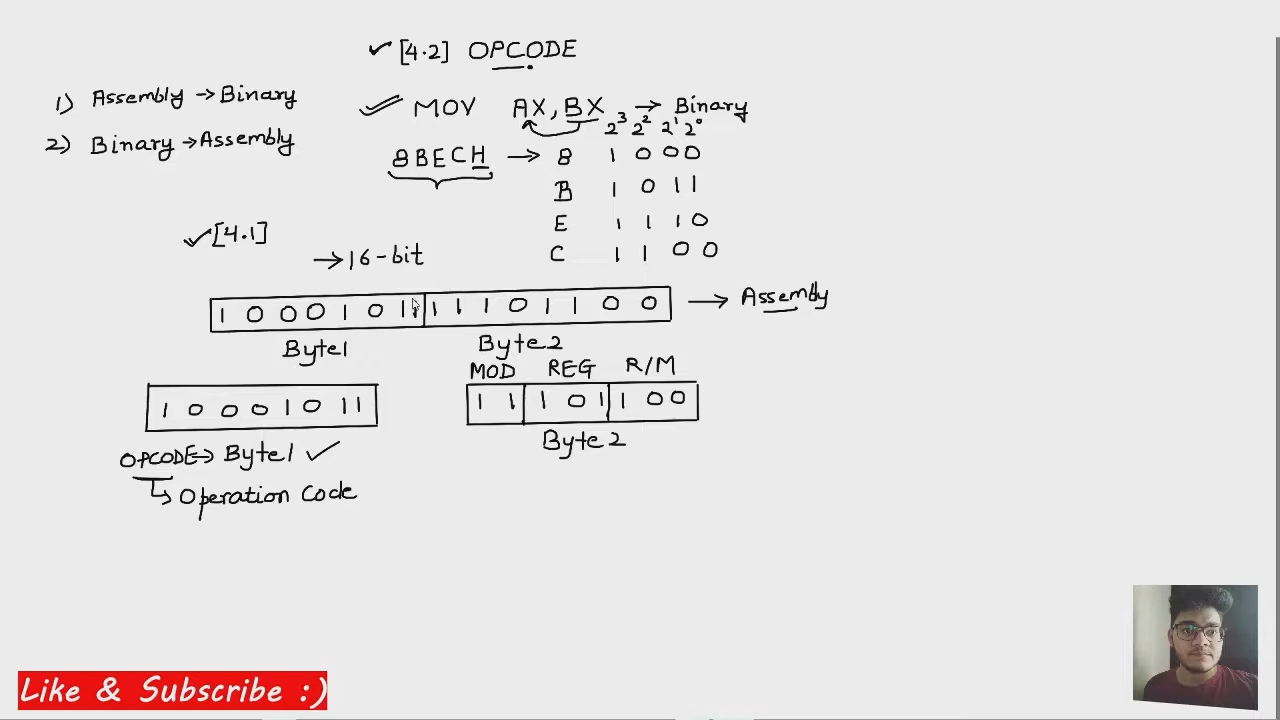 ✓ [4.2] OPCODE
1) Assembly → Binary
MOV AX, BX → Binary
2³ 2² 2¹ 2⁰
2) Binary → Assembly
8BECH → 8 1 0 0 0
B 1 0 1 1
E 1 1 1 0
C 1 1 0 0
✓ [4.1]
→ 16-bit
1 0 0 0 1 0 1 1 1 1 1 0 1 1 0 0 → Assembly
Byte1 Byte2
MOD REG R/M
1 0 0 0 1 0 1 1
1 1 1 0 1 1 0 0
Byte2
OPCODE → Byte1 ✓
↳ Operation Code
Like & Subscribe :)